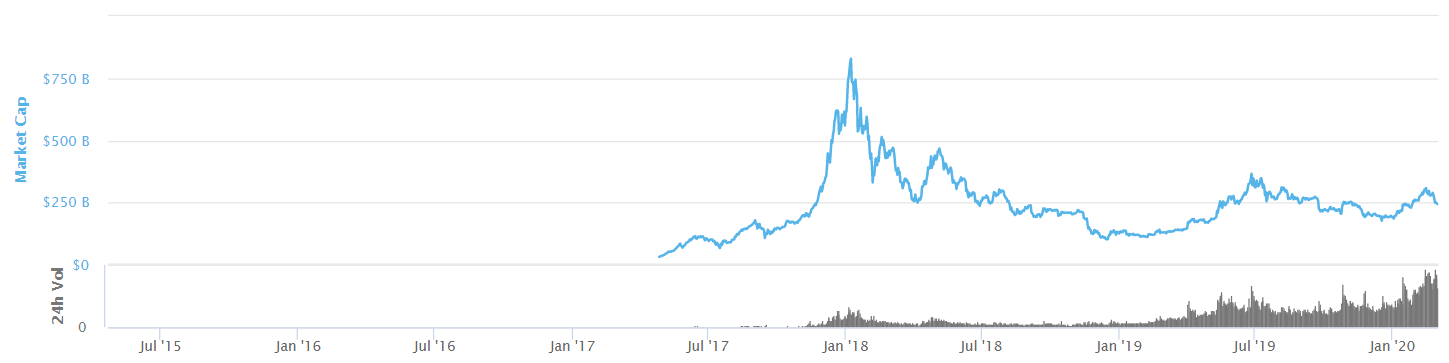 $750 B
$500 B
$250 B
$0
Market Cap
24h Vol
0
Jul '15
Jan '16
Jul '16
Jan '17
Jul '17
Jan '18
Jul '18
Jan '19
Jul '19
Jan '20